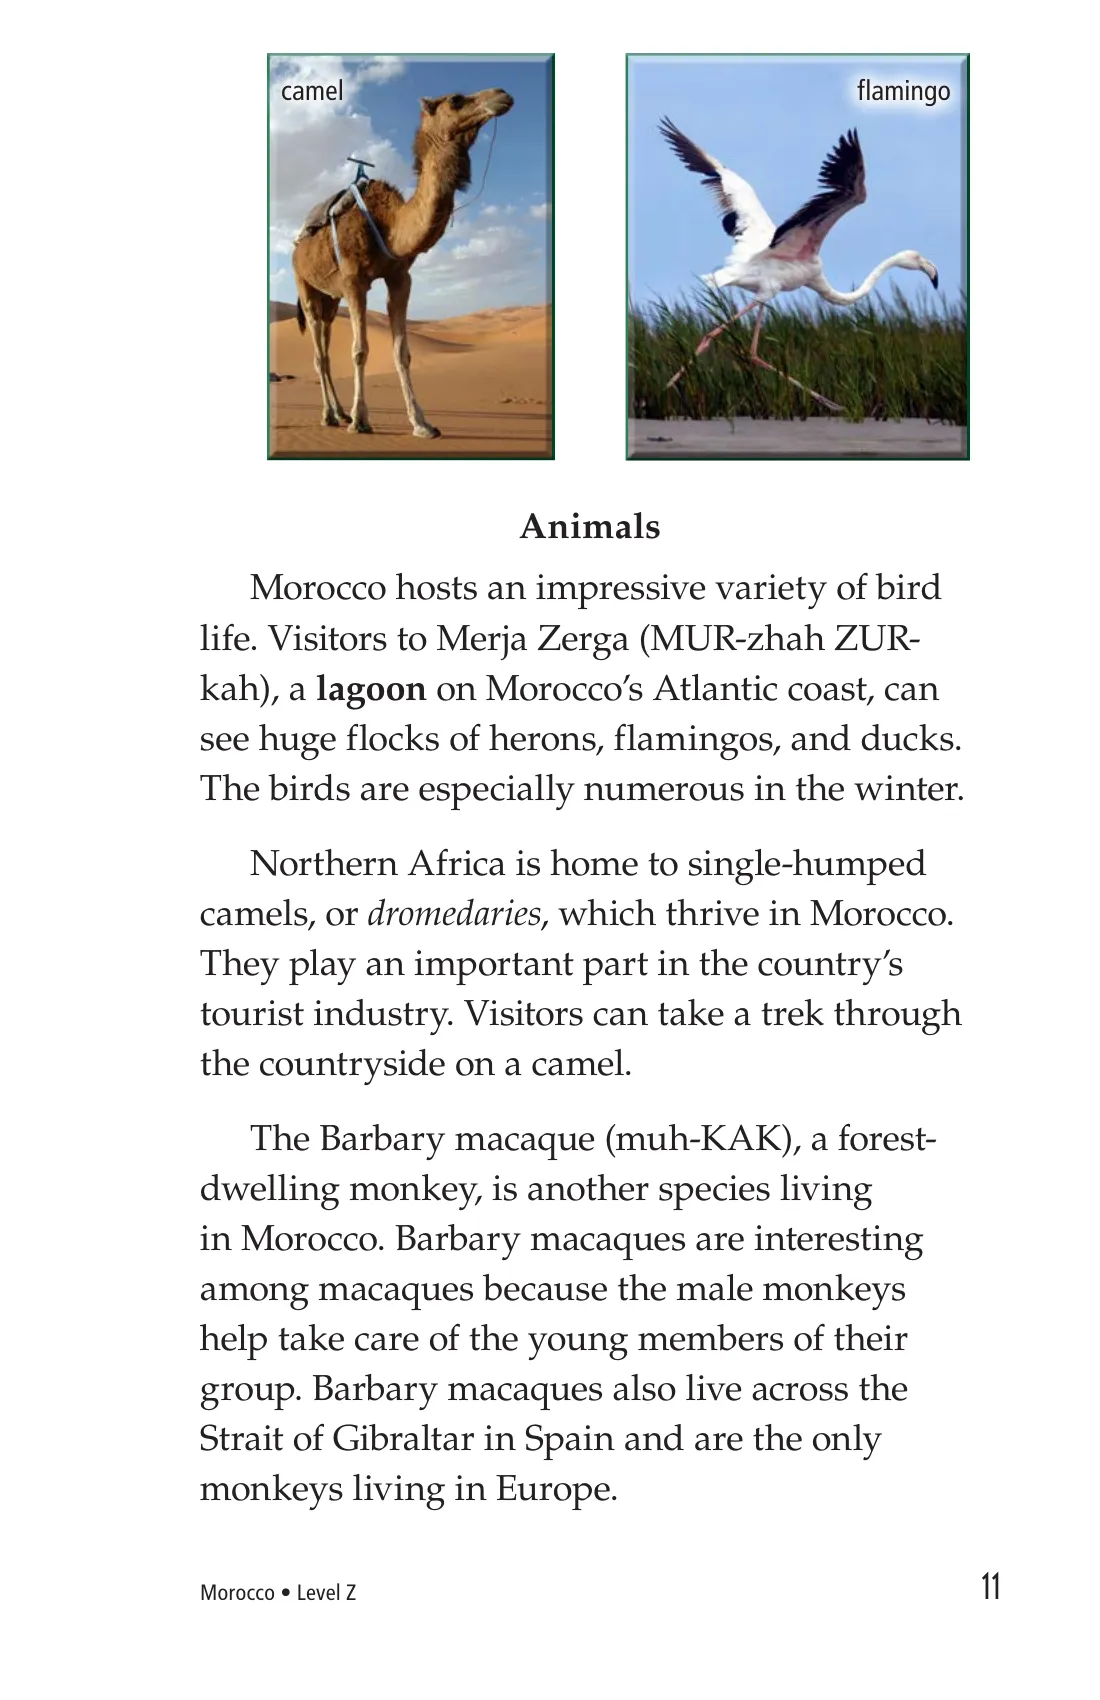 camel
flamingo
Animals
Morocco hosts an impressive variety of bird
life. Visitors to Merja Zerga (MUR-zhah ZUR-
kah), a lagoon on Morocco’s Atlantic coast, can
see huge flocks of herons, flamingos, and ducks.
The birds are especially numerous in the winter.
Northern Africa is home to single-humped
camels, or dromedaries, which thrive in Morocco.
They play an important part in the country’s
tourist industry. Visitors can take a trek through
the countryside on a camel.
The Barbary macaque (muh-KAK), a forest-
dwelling monkey, is another species living
in Morocco. Barbary macaques are interesting
among macaques because the male monkeys
help take care of the young members of their
group. Barbary macaques also live across the
Strait of Gibraltar in Spain and are the only
monkeys living in Europe.
Morocco • Level Z
11